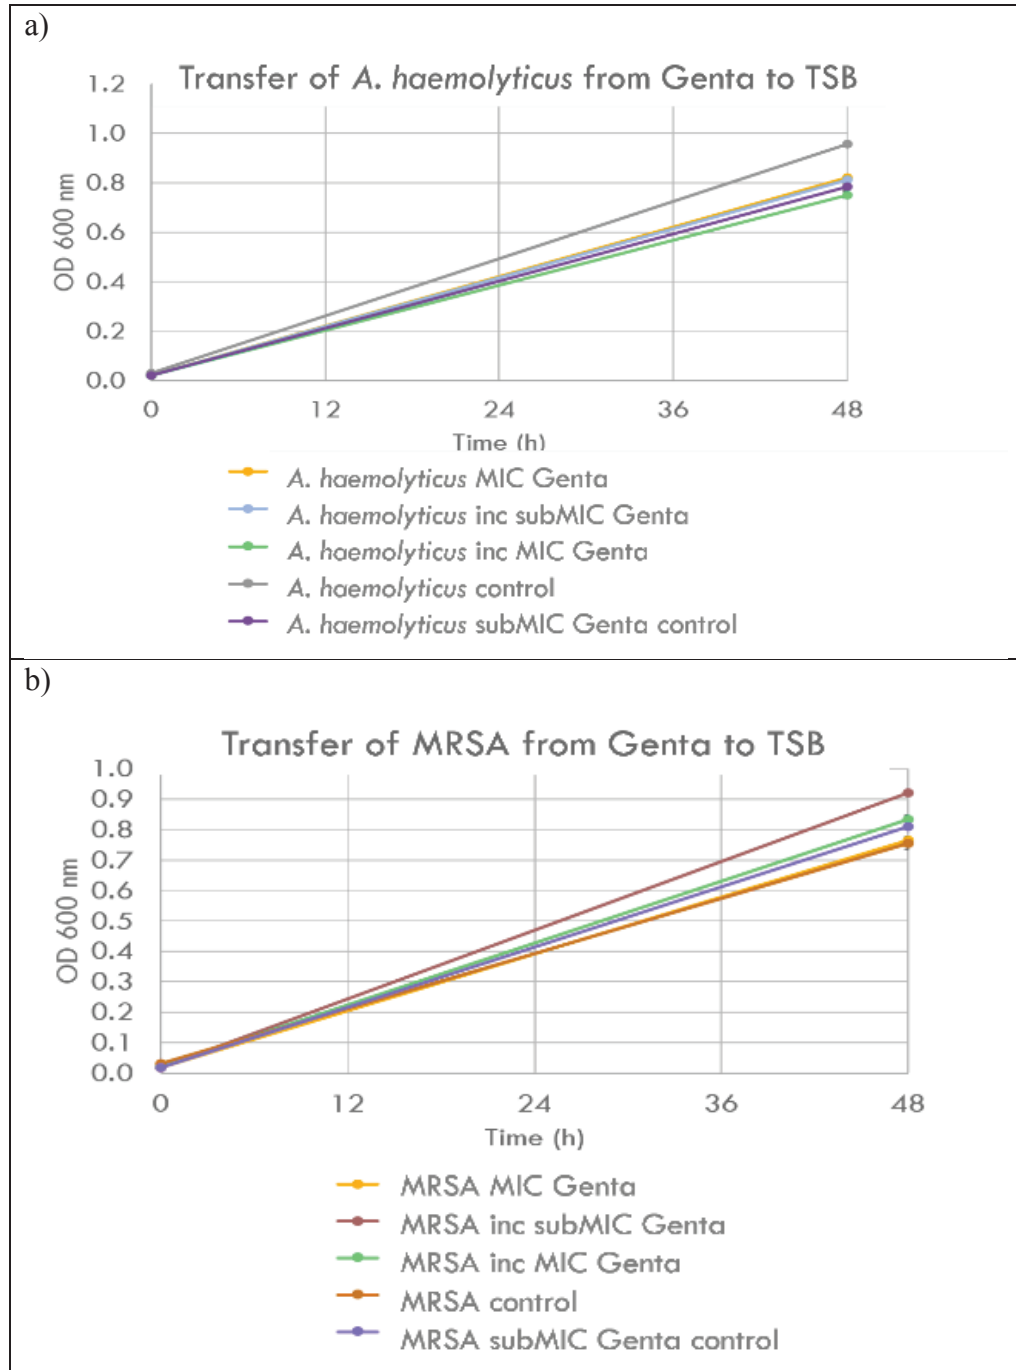 a)
Transfer of A. haemolyticus from Genta to TSB
1.2
1.0
0.8
0.6
0.4
0.2
0.0
OD 600 nm
0 12 24 36 48
Time (h)
A. haemolyticus MIC Genta
A. haemolyticus inc subMIC Genta
A. haemolyticus inc MIC Genta
A. haemolyticus control
A. haemolyticus subMIC Genta control
b)
Transfer of MRSA from Genta to TSB
1.0
0.9
0.8
0.7
0.6
0.5
0.4
0.3
0.2
0.1
0.0
OD 600 nm
0 12 24 36 48
Time (h)
MRSA MIC Genta
MRSA inc subMIC Genta
MRSA inc MIC Genta
MRSA control
MRSA subMIC Genta control